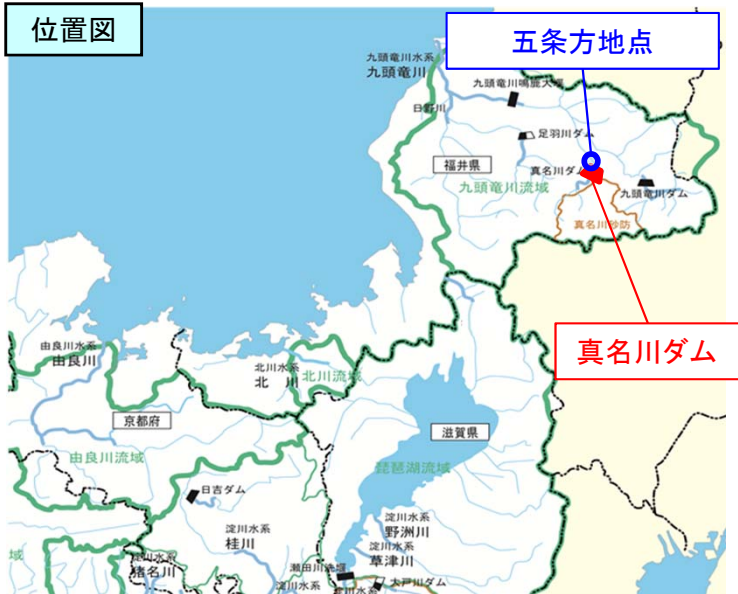 位置図
五条方地点
九頭竜川水系
九頭竜川
九頭竜川鳴鹿大堰
日野川
足羽川ダム
福井県
真名川ダム
九頭竜川流域
九頭竜川ダム
真名川砂防
真名川ダム
由良川水系
由良川
北川水系
北 川
北川流域
京都府
滋賀県
由良川流域
琵琶湖流域
日吉ダム
淀川水系
桂川
淀川水系
野洲川
淀川水系
草津川
域
猪名川
瀬田川洗堰
大戸川ダム
淀川水系